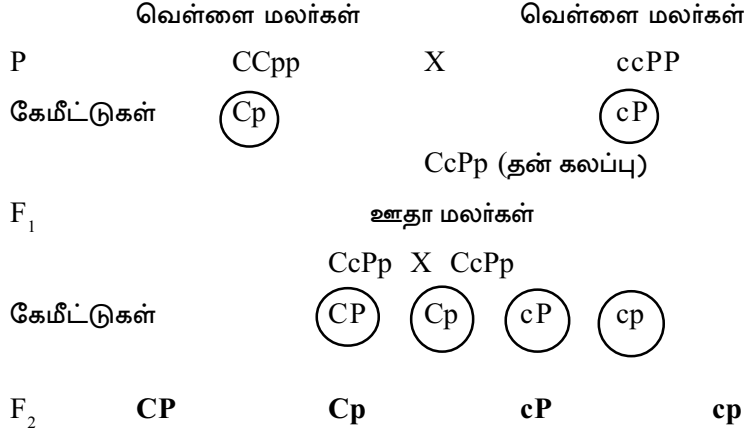 வெள்ளை மலர்கள் வெள்ளை மலர்கள்
P CCpp X ccPP
கேமீட்டுகள் Cp cP
CcPp (தன் கலப்பு)
F₁ ஊதா மலர்கள்
CcPp X CcPp
கேமீட்டுகள் CP Cp cP cp
F₂ CP Cp cP cp